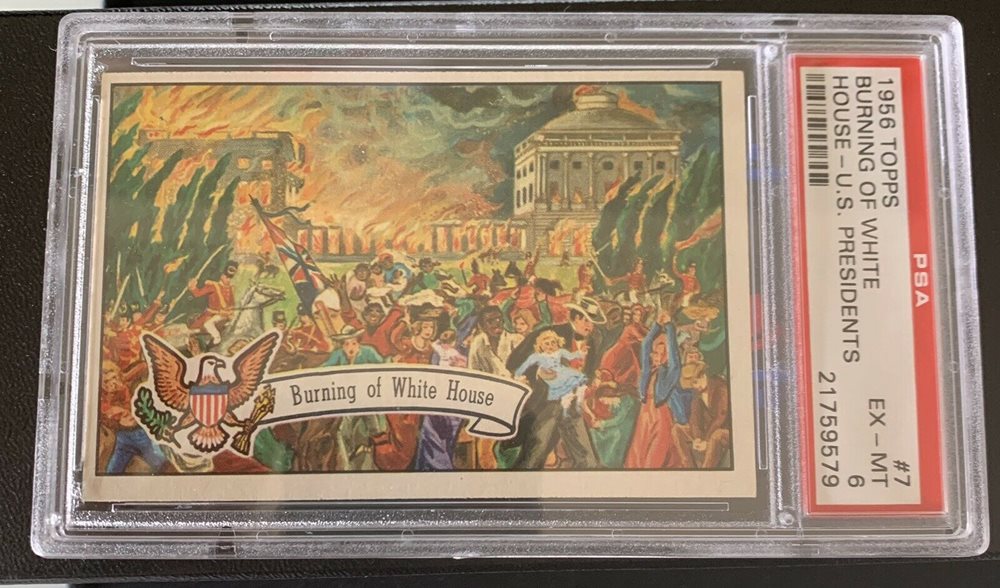 Burning of White House
PSA
1956 TOPPS #7
BURNING OF WHITE EX – MT
HOUSE – U.S. PRESIDENTS 6
21759579